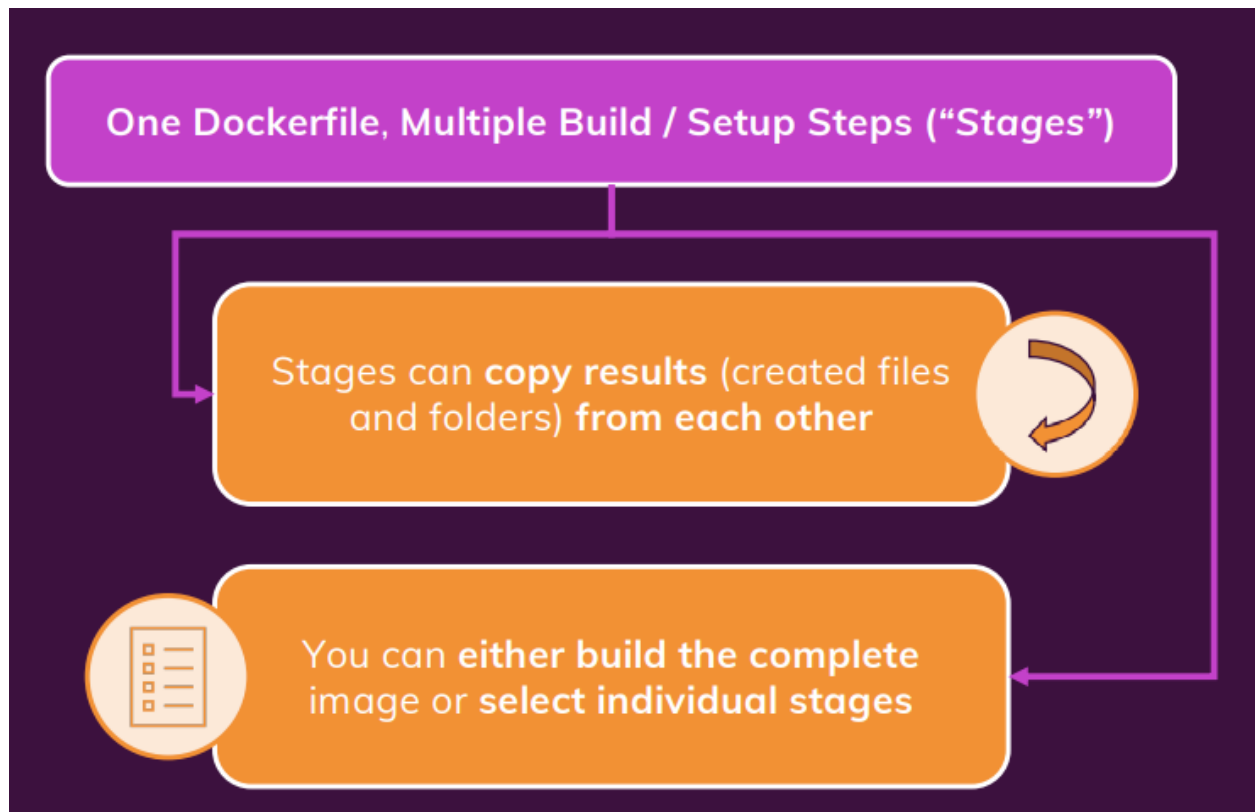 One Dockerfile, Multiple Build / Setup Steps (“Stages”)
Stages can copy results (created files
and folders) from each other
You can either build the complete
image or select individual stages